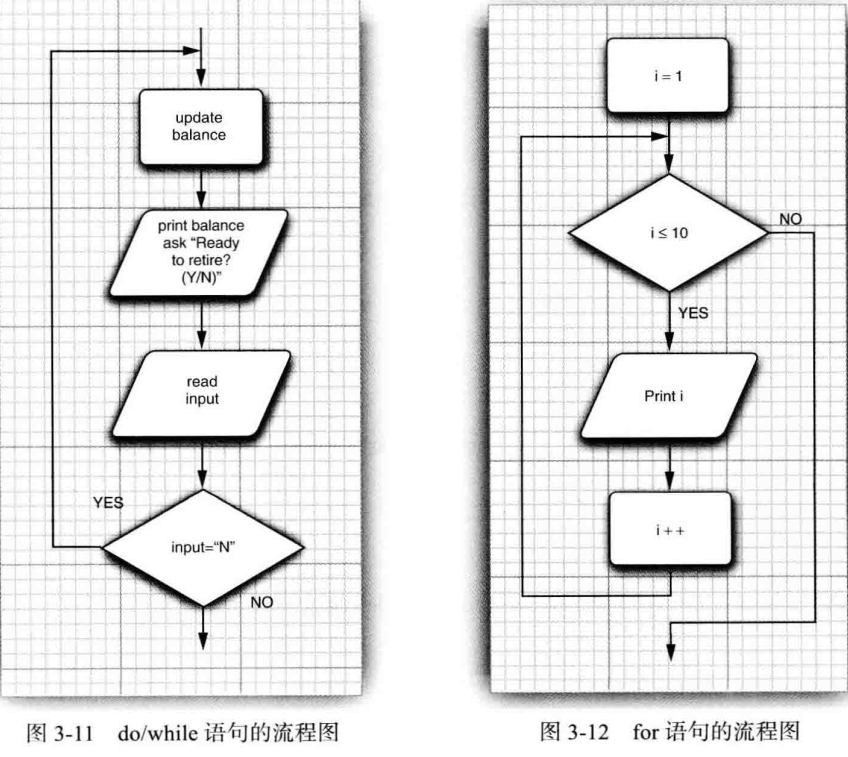 update
balance
print balance
ask “Ready
to retire?
(Y/N)”
read
input
YES
input=“N”
NO
图 3-11 do/while 语句的流程图
i = 1
i ≤ 10
NO
YES
Print i
i + +
图 3-12 for 语句的流程图